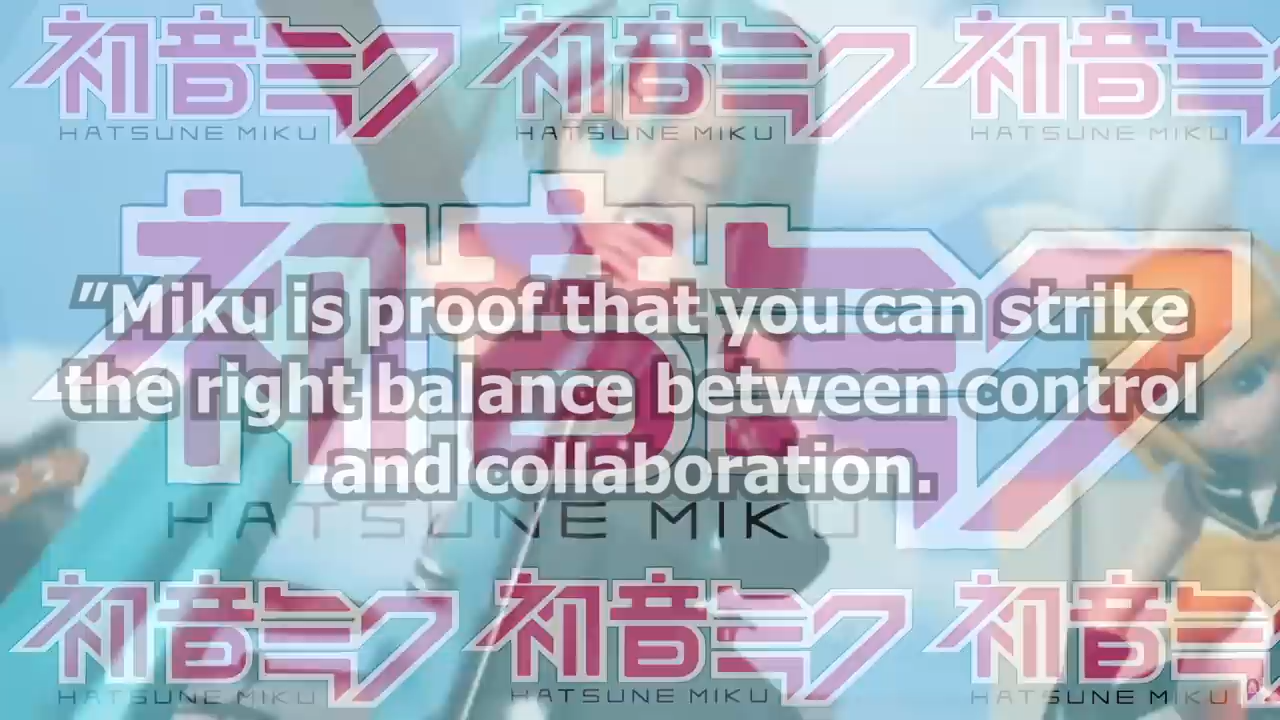 初音ミク 初音ミク 初音ミク
HATSUNE MIKU HATSUNE MIKU HATSUNE MIKU
初音ミク
"Miku is proof that you can strike
the right balance between control
and collaboration.
HATSUNE MIKU
初音ミク 初音ミク 初音ミク
HATSUNE MIKU HATSUNE MIKU HATSUNE MIKU